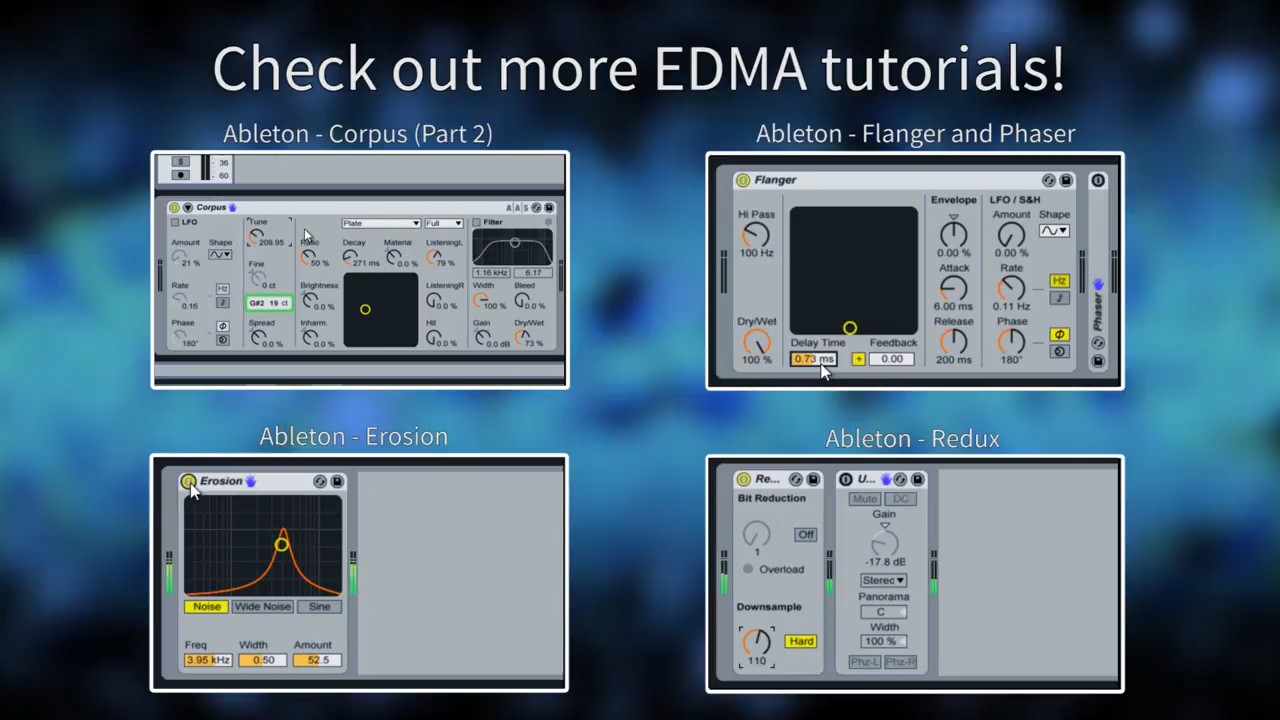 Check out more EDMA tutorials!
Ableton - Corpus (Part 2)
S 36
60
Corpus A A S
LFO Tune Plate Full Filter
209.95
Amount Shape Ratio Decay Material ListeningL
21 % 50 % 271 ms 0.0 % 79 %
Fine 1.16 kHz 6.17
0 ct
Rate Hz Brightness ListeningR Width Bleed
0.16 G#2 19 ct 0.0 % 0.0 % 100 % 0.0 %
Phase Spread Inharm. Hit Gain Dry/Wet
180° 0.0 % 0.0 % 0.0 % 0.0 dB 73 %
Ableton - Flanger and Phaser
Flanger
Envelope LFO / S&H
Hi Pass Amount Shape
100 Hz 0.00 % 0.00 %
Attack Rate Hz
6.00 ms 0.11 Hz
Dry/Wet Release Phase
100 % 200 ms 180°
Delay Time Feedback
0.73 ms + 0.00
Phaser
Ableton - Erosion
Erosion
Noise Wide Noise Sine
Freq Width Amount
3.95 kHz 0.50 52.5
Ableton - Redux
Re... U...
Bit Reduction Mute DC
Gain
Off
1 -17.8 dB
Overload Stereo
Panorama
Downsample C
Width
Hard 100 %
110 Phz-L Phz-R